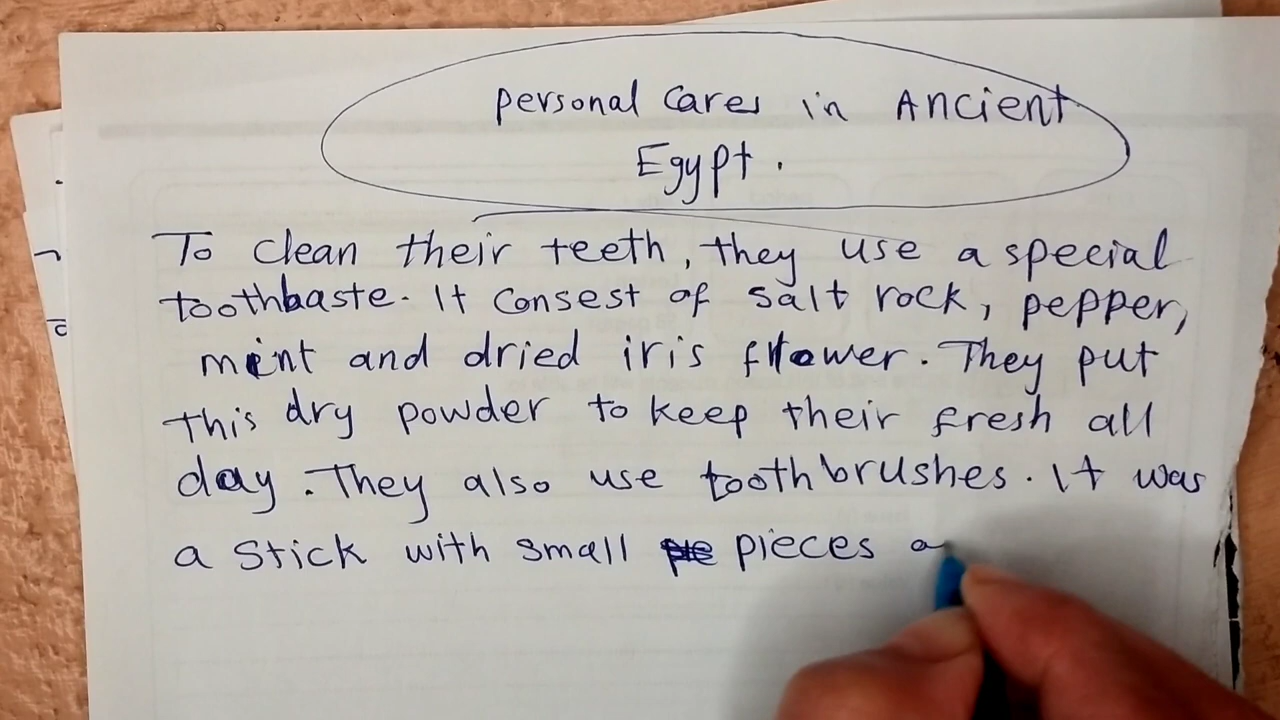 personal cares in Ancient
Egypt.
To clean their teeth, they use a special
toothbaste. It consest of salt rock, pepper,
mint and dried iris flower. They put
this dry powder to keep their fresh all
day. They also use toothbrushes. It was
a stick with small pieces